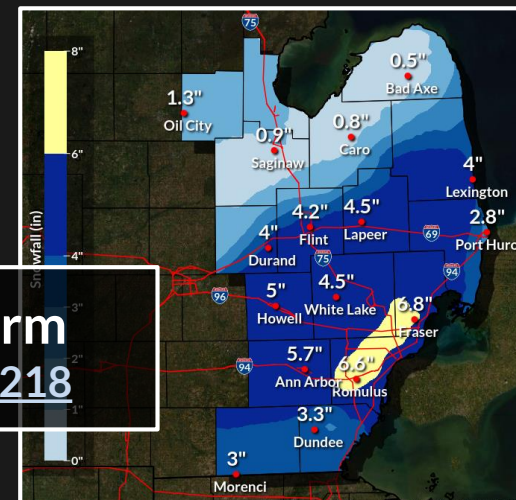 75
8"
0.5"
Bad Axe
1.3"
Oil City
0.8"
Caro
0.9"
Saginaw
6"
4"
Lexington
4.2"
Flint
4.5"
Lapeer
69
2.8"
Port Huro
4"
Durand
75
94
Snowfall (in)
4"
96
5"
Howell
4.5"
White Lake
3"
6.8"
Fraser
rm
2"
94
5.7"
Ann Arbor
6.6"
Romulus
218
1"
3.3"
Dundee
0"
3"
Morenci